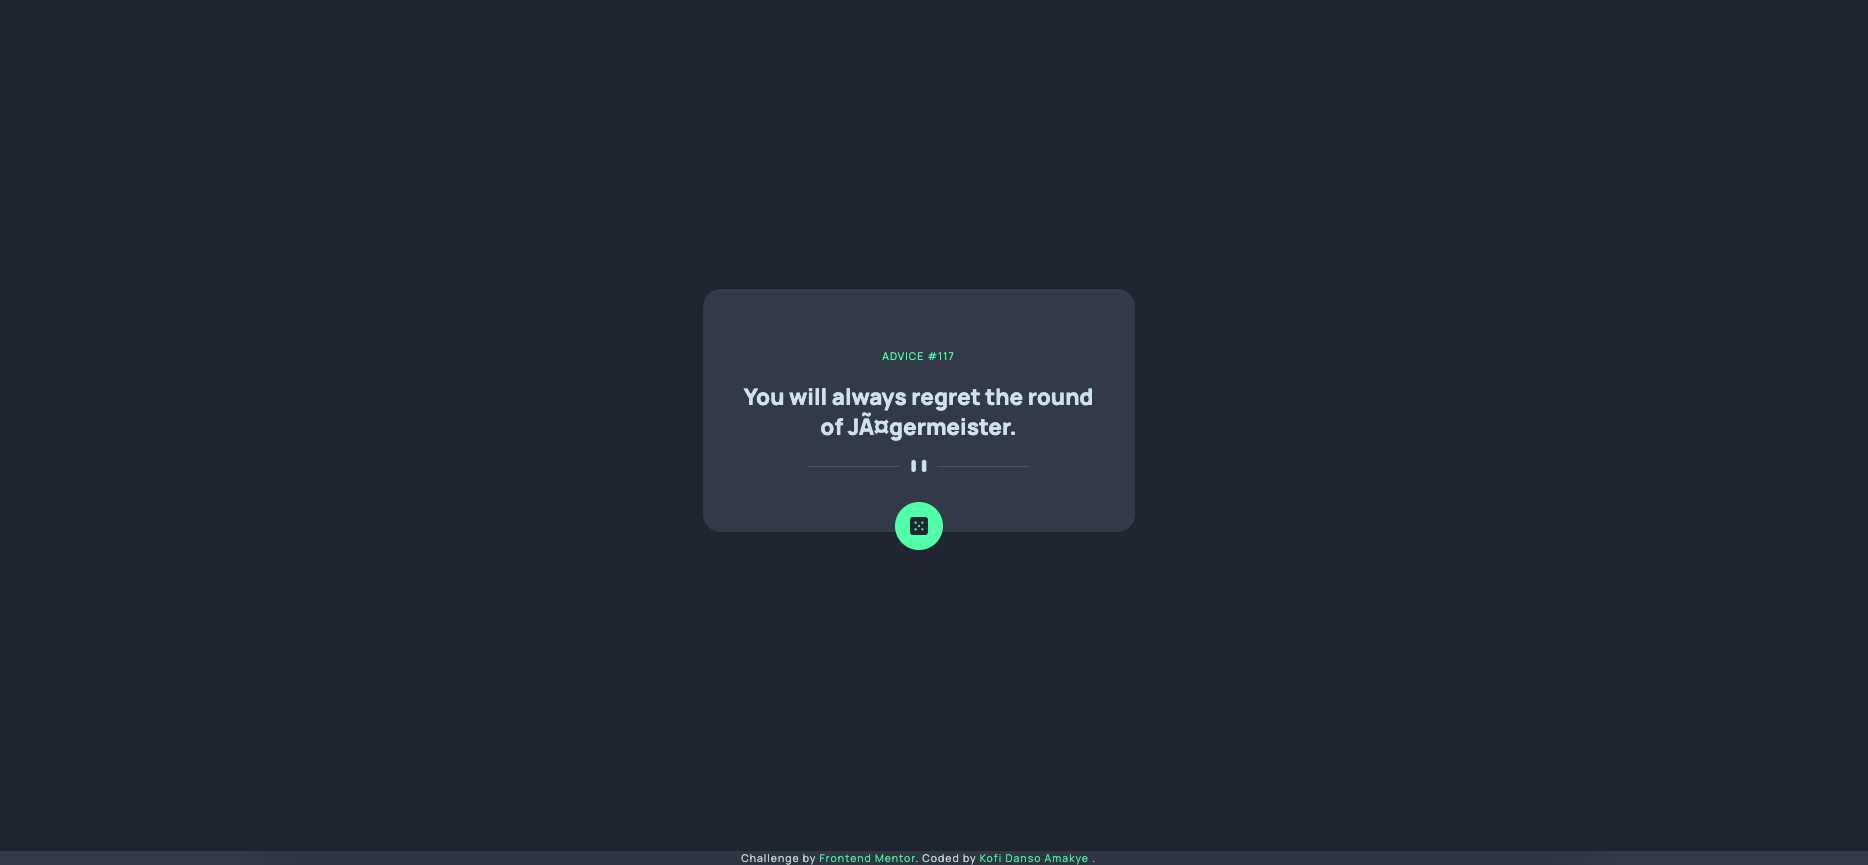 ADVICE #117
You will always regret the round
of JÃ¤germeister.
Challenge by Frontend Mentor. Coded by Kofi Danso Amakye .